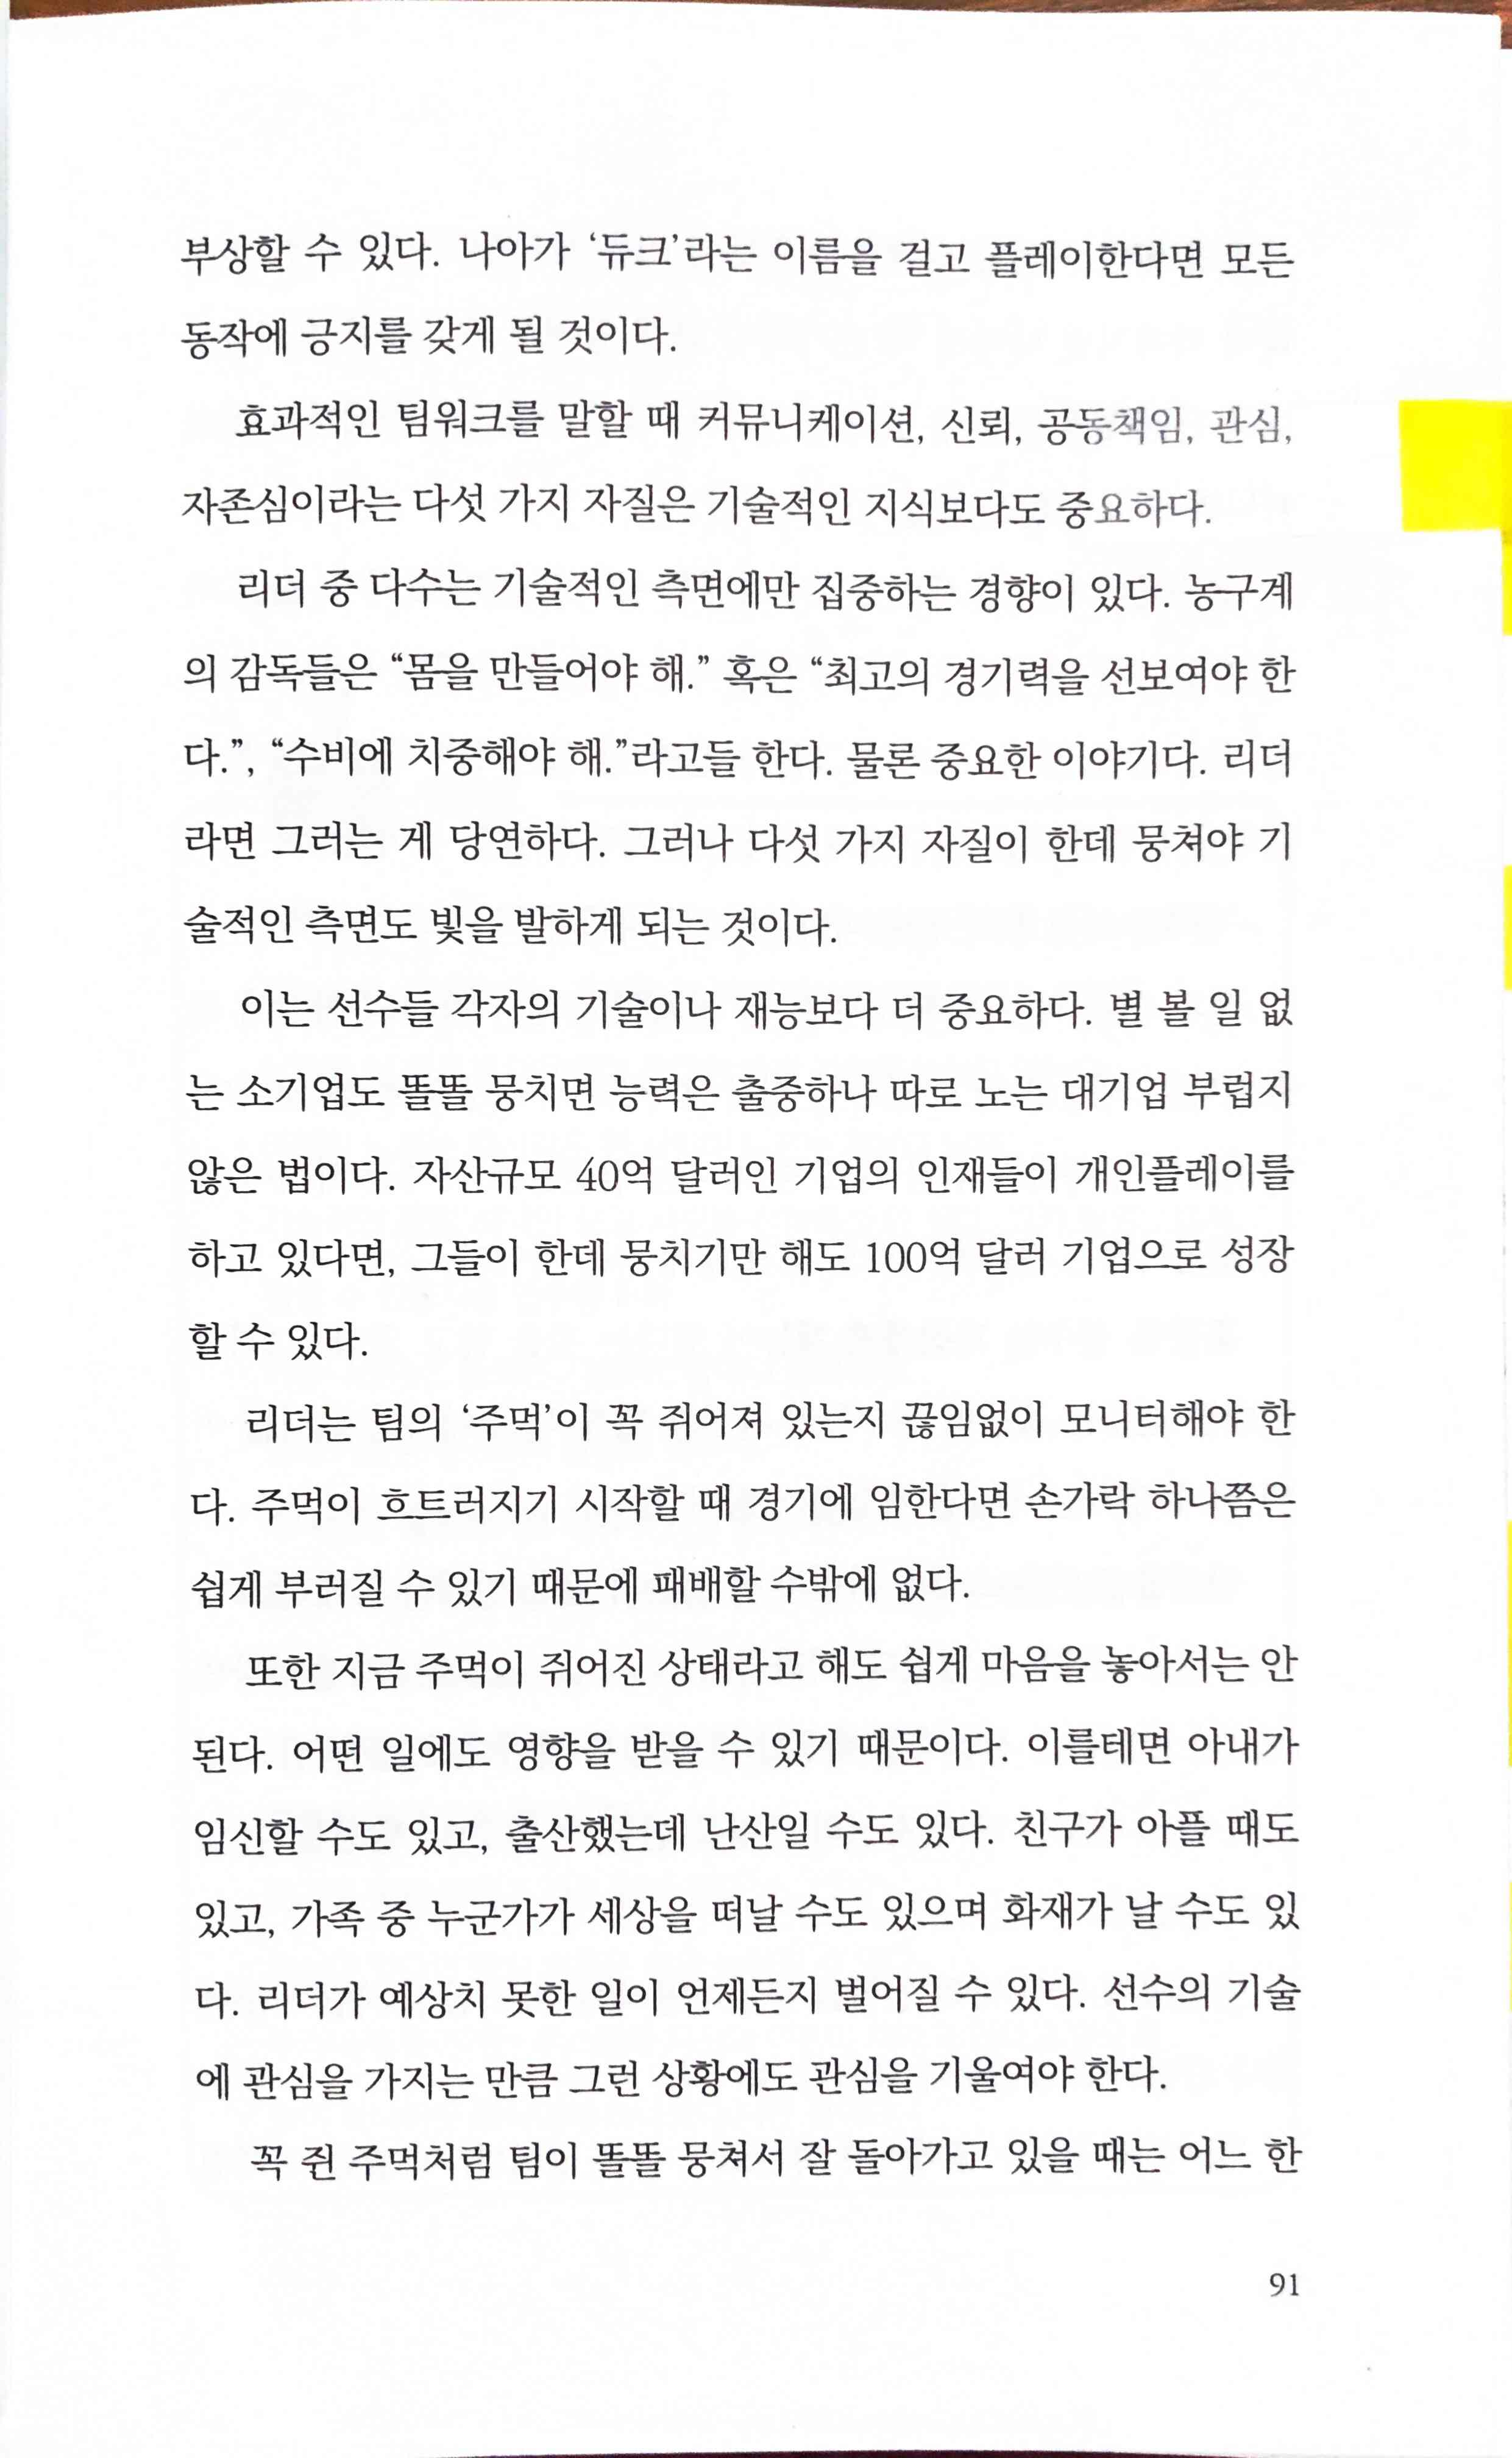 부상할 수 있다. 나아가 ‘듀크’라는 이름을 걸고 플레이한다면 모든
동작에 긍지를 갖게 될 것이다.
효과적인 팀워크를 말할 때 커뮤니케이션, 신뢰, 공동책임, 관심,
자존심이라는 다섯 가지 자질은 기술적인 지식보다도 중요하다.
리더 중 다수는 기술적인 측면에만 집중하는 경향이 있다. 농구계
의 감독들은 “몸을 만들어야 해.” 혹은 “최고의 경기력을 선보여야 한
다.”, “수비에 치중해야 해.”라고들 한다. 물론 중요한 이야기다. 리더
라면 그러는 게 당연하다. 그러나 다섯 가지 자질이 한데 뭉쳐야 기
술적인 측면도 빛을 발하게 되는 것이다.
이는 선수들 각자의 기술이나 재능보다 더 중요하다. 별 볼 일 없
는 소기업도 똘똘 뭉치면 능력은 출중하나 따로 노는 대기업 부럽지
않은 법이다. 자산규모 40억 달러인 기업의 인재들이 개인플레이를
하고 있다면, 그들이 한데 뭉치기만 해도 100억 달러 기업으로 성장
할 수 있다.
리더는 팀의 ‘주먹’이 꼭 쥐어져 있는지 끊임없이 모니터해야 한
다. 주먹이 흐트러지기 시작할 때 경기에 임한다면 손가락 하나쯤은
쉽게 부러질 수 있기 때문에 패배할 수밖에 없다.
또한 지금 주먹이 쥐어진 상태라고 해도 쉽게 마음을 놓아서는 안
된다. 어떤 일에도 영향을 받을 수 있기 때문이다. 이를테면 아내가
임신할 수도 있고, 출산했는데 난산일 수도 있다. 친구가 아플 때도
있고, 가족 중 누군가가 세상을 떠날 수도 있으며 화재가 날 수도 있
다. 리더가 예상치 못한 일이 언제든지 벌어질 수 있다. 선수의 기술
에 관심을 가지는 만큼 그런 상황에도 관심을 기울여야 한다.
꼭 쥔 주먹처럼 팀이 똘똘 뭉쳐서 잘 돌아가고 있을 때는 어느 한
91